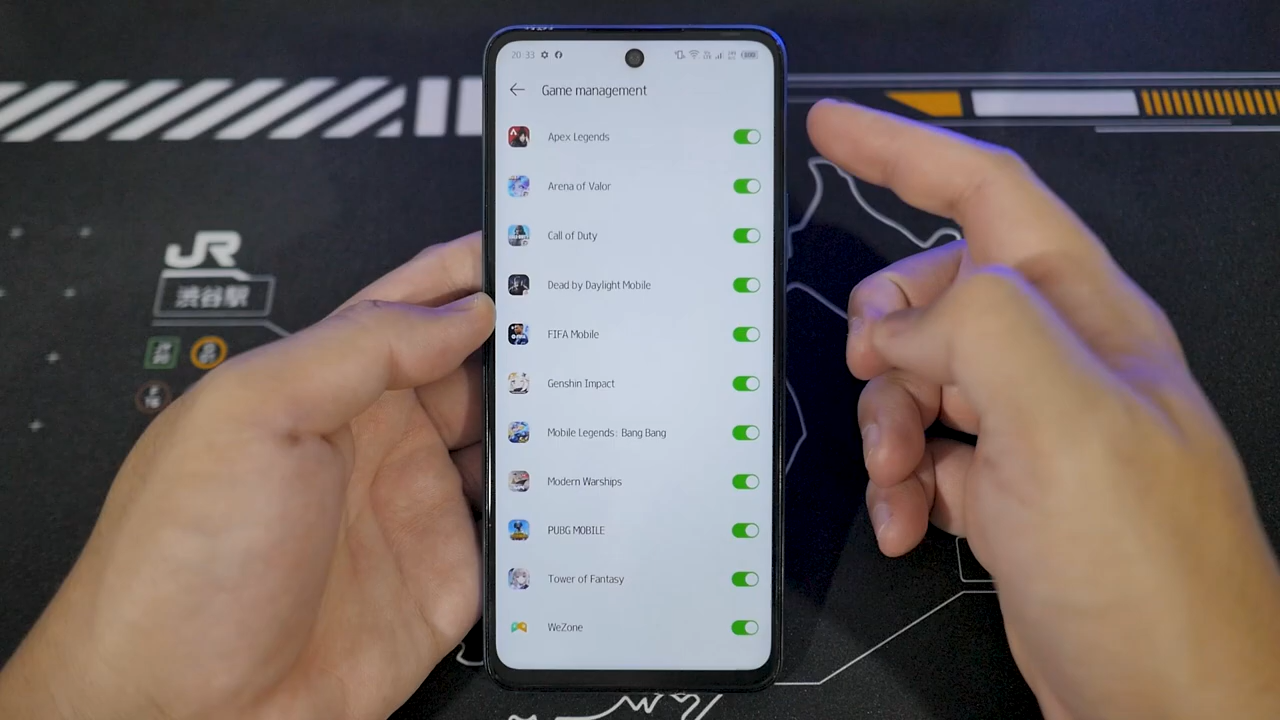 20:33
Game management
Apex Legends
Arena of Valor
Call of Duty
Dead by Daylight Mobile
FIFA Mobile
Genshin Impact
Mobile Legends: Bang Bang
Modern Warships
PUBG MOBILE
Tower of Fantasy
WeZone
JR
渋谷駅